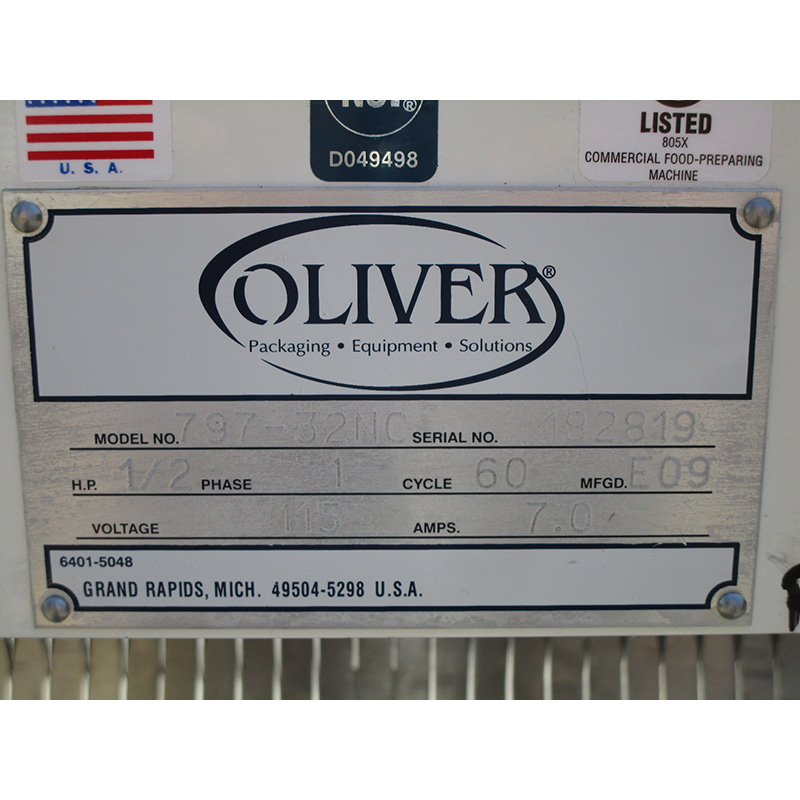 U. S. A.
D049498
LISTED
805X
COMMERCIAL FOOD-PREPARING
MACHINE
OLIVER®
Packaging • Equipment • Solutions
MODEL NO. 797-32NC SERIAL NO. 182819
H.P. 1/2 PHASE 1 CYCLE 60 MFGD. E09
VOLTAGE 115 AMPS. 7.0
6401-5048
GRAND RAPIDS, MICH. 49504-5298 U.S.A.